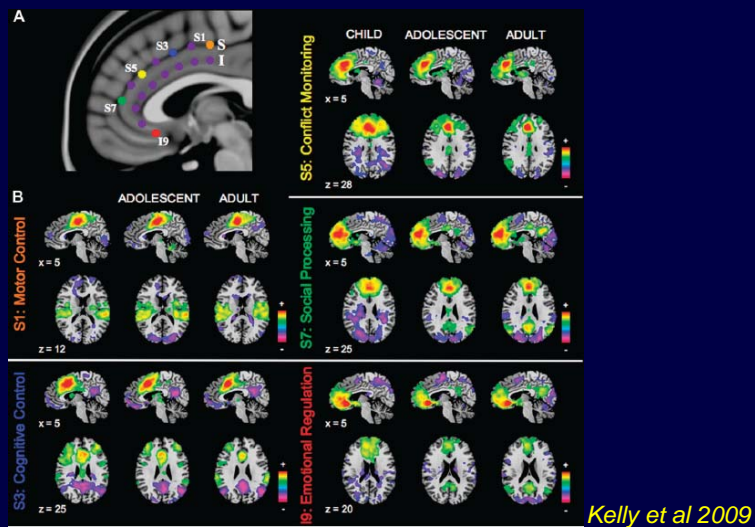 A
S3
S1
S
I
S5
S7
I9
S5: Conflict Monitoring
CHILD
ADOLESCENT
ADULT
x = 5
z = 28
+
-
B
S1: Motor Control
ADOLESCENT
ADULT
x = 5
z = 12
+
-
S7: Social Processing
x = 5
z = 25
+
-
S3: Cognitive Control
x = 5
z = 25
+
-
I9: Emotional Regulation
x = 5
z = 20
+
-
Kelly et al 2009